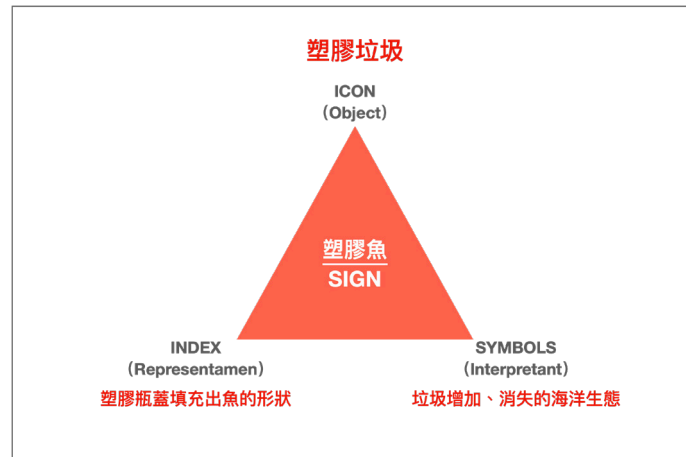 塑膠垃圾
ICON
(Object)
塑膠魚
SIGN
INDEX
(Representamen)
塑膠瓶蓋填充出魚的形狀
SYMBOLS
(Interpretant)
垃圾增加、消失的海洋生態